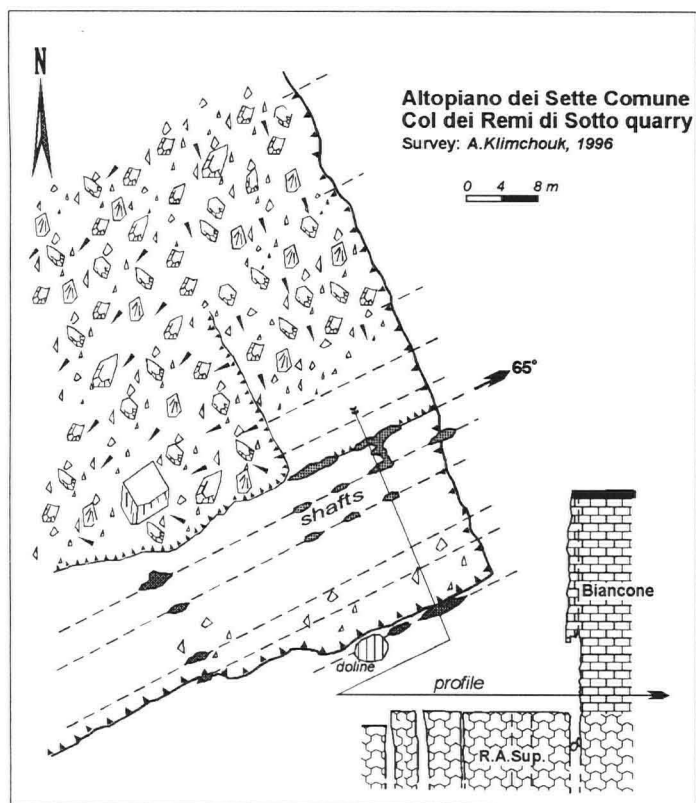 N
Altopiano dei Sette Comune
Col dei Remi di Sotto quarry
Survey: A.Klimchouk, 1996
0 4 8 m
65°
shafts
Biancone
doline
profile
R.A.Sup.